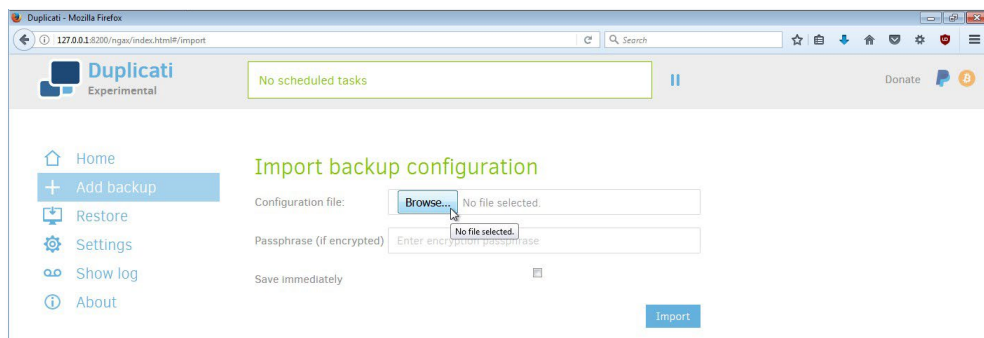 Duplicati - Mozilla Firefox
127.0.0.1:8200/ngax/index.html#/import
Search
Duplicati
Experimental
No scheduled tasks
Donate
Home
Add backup
Restore
Settings
Show log
About
Import backup configuration
Configuration file: Browse... No file selected.
No file selected.
Passphrase (if encrypted) Enter encryption passphrase
Save immediately
Import